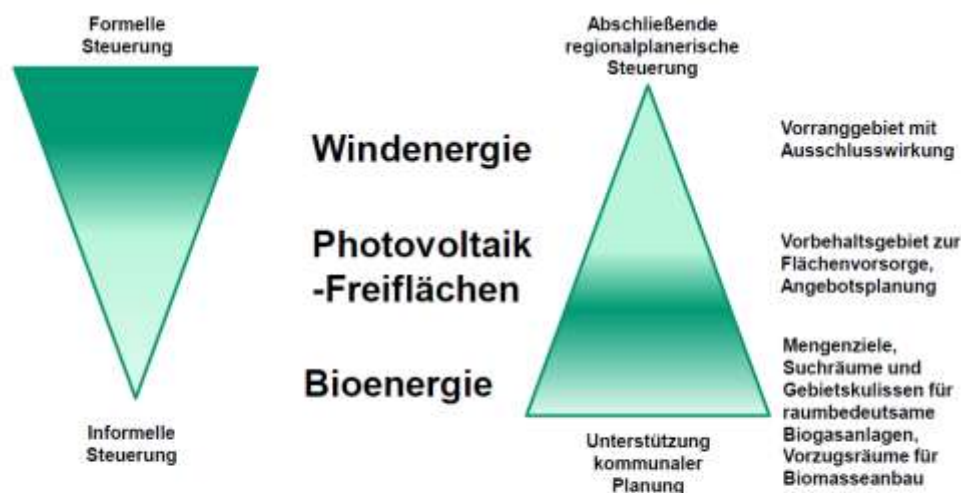 Formelle
Steuerung
Informelle
Steuerung
Windenergie
Photovoltaik
-Freiflächen
Bioenergie
Abschließende
regionalplanerische
Steuerung
Unterstützung
kommunaler
Planung
Vorranggebiet mit
Ausschlusswirkung
Vorbehaltsgebiet zur
Flächenvorsorge,
Angebotsplanung
Mengenziele,
Suchräume und
Gebietskulissen für
raumbedeutsame
Biogasanlagen,
Vorzugsräume für
Biomasseanbau